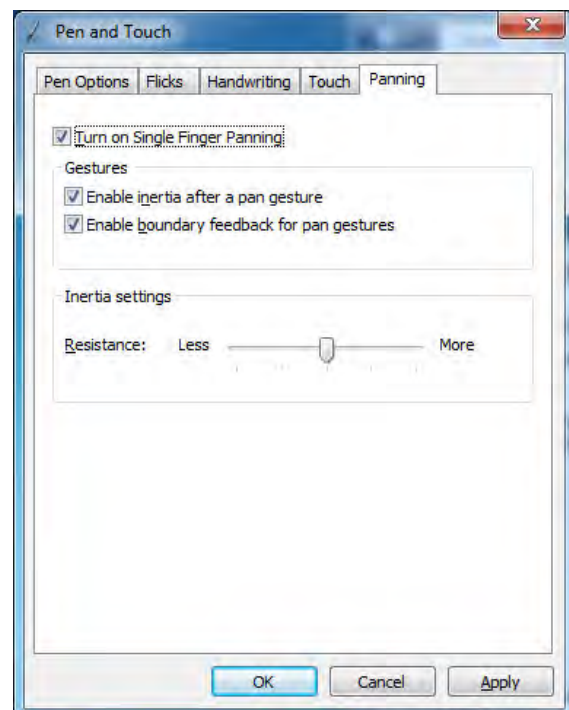 Pen and Touch
Pen Options Flicks Handwriting Touch Panning
Turn on Single Finger Panning
Gestures
Enable inertia after a pan gesture
Enable boundary feedback for pan gestures
Inertia settings
Resistance: Less More
OK Cancel Apply